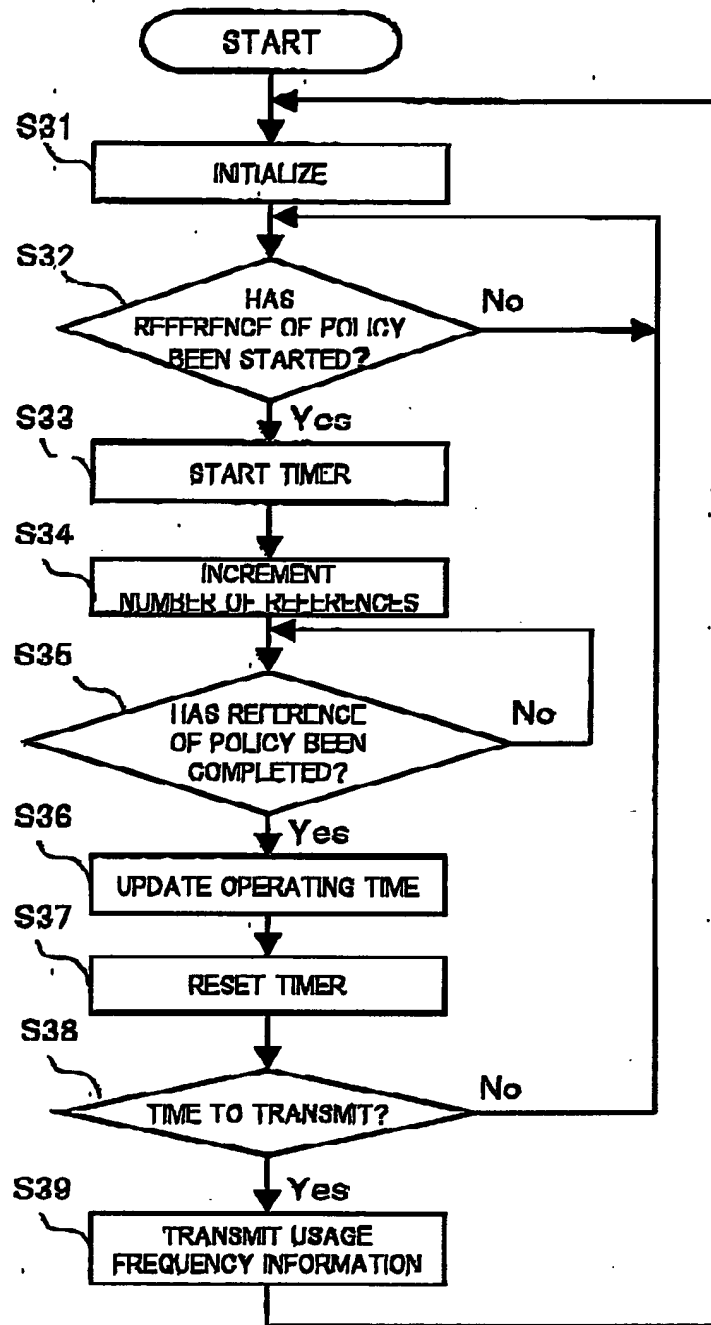 START
S31
INITIALIZE
S32
HAS
REFERENCE OF POLICY
BEEN STARTED?
No
Yes
S33
START TIMER
S34
INCREMENT
NUMBER OF REFERENCES
S35
HAS REFERENCE
OF POLICY BEEN
COMPLETED?
No
Yes
S36
UPDATE OPERATING TIME
S37
RESET TIMER
S38
TIME TO TRANSMIT?
No
Yes
S39
TRANSMIT USAGE
FREQUENCY INFORMATION